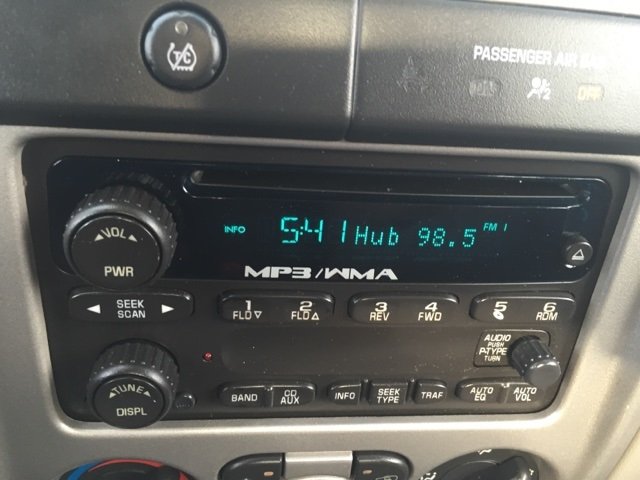 T/C
PASSENGER AIR BAG
OFF
VOL
PWR
INFO 5:41 Hub 98.5 FM 1
MP3/WMA
SEEK
SCAN
1 2 3 4 5 6
FLD FLD REV FWD RDM
AUDIO
PUSH
P-TYPE
TURN
TUNE
DISPL
BAND
CD
AUX
INFO
SEEK
TYPE
TRAF
AUTO
EQ
AUTO
VOL